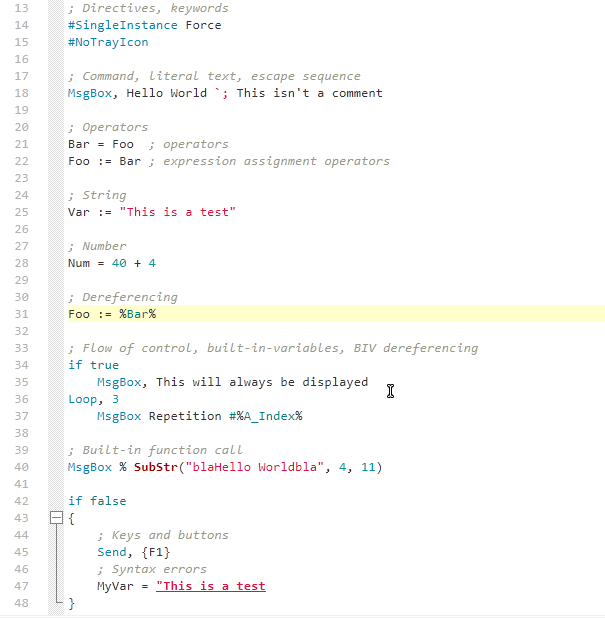 13 ; Directives, keywords
14 #SingleInstance Force
15 #NoTrayIcon
16
17 ; Command, literal text, escape sequence
18 MsgBox, Hello World `; This isn't a comment
19
20 ; Operators
21 Bar = Foo  ; operators
22 Foo := Bar ; expression assignment operators
23
24 ; String
25 Var := "This is a test"
26
27 ; Number
28 Num = 40 + 4
29
30 ; Dereferencing
31 Foo := %Bar%
32
33 ; Flow of control, built-in-variables, BIV dereferencing
34 if true
35     MsgBox, This will always be displayed
36 Loop, 3
37     MsgBox Repetition #%A_Index%
38
39 ; Built-in function call
40 MsgBox % SubStr("blaHello Worldbla", 4, 11)
41
42 if false
43 {
44     ; Keys and buttons
45     Send, {F1}
46     ; Syntax errors
47     MyVar = "This is a test
48 }